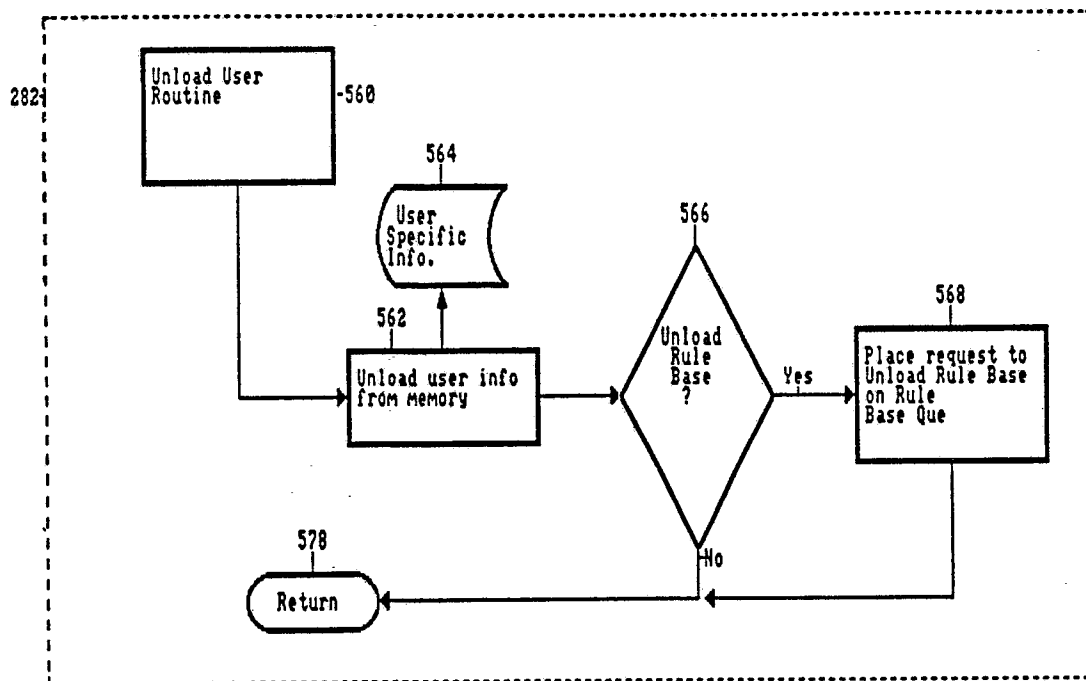 282
Unload User
Routine
560
564
User
Specific
Info.
562
Unload user info
from memory
566
Unload
Rule
Base
?
Yes
568
Place request to
Unload Rule Base
on Rule
Base Que
No
578
Return